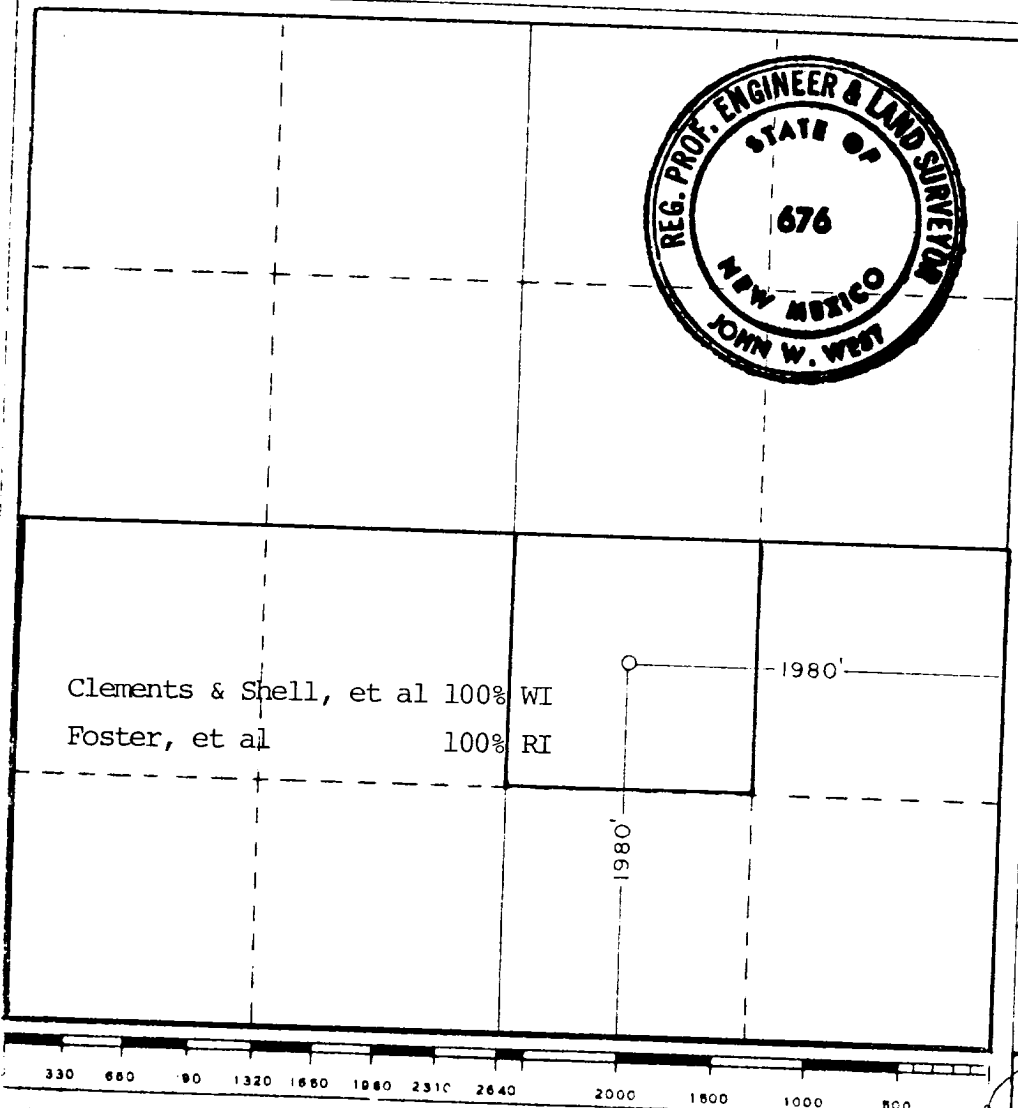 REG. PROF. ENGINEER & LAND SURVEYOR
STATE OF
676
NEW MEXICO
JOHN W. WEST
1980'
Clements & Shell, et al 100% WI
Foster, et al 100% RI
1980'
330 660 90 1320 1650 1980 2310 2640 2000 1500 1000 500